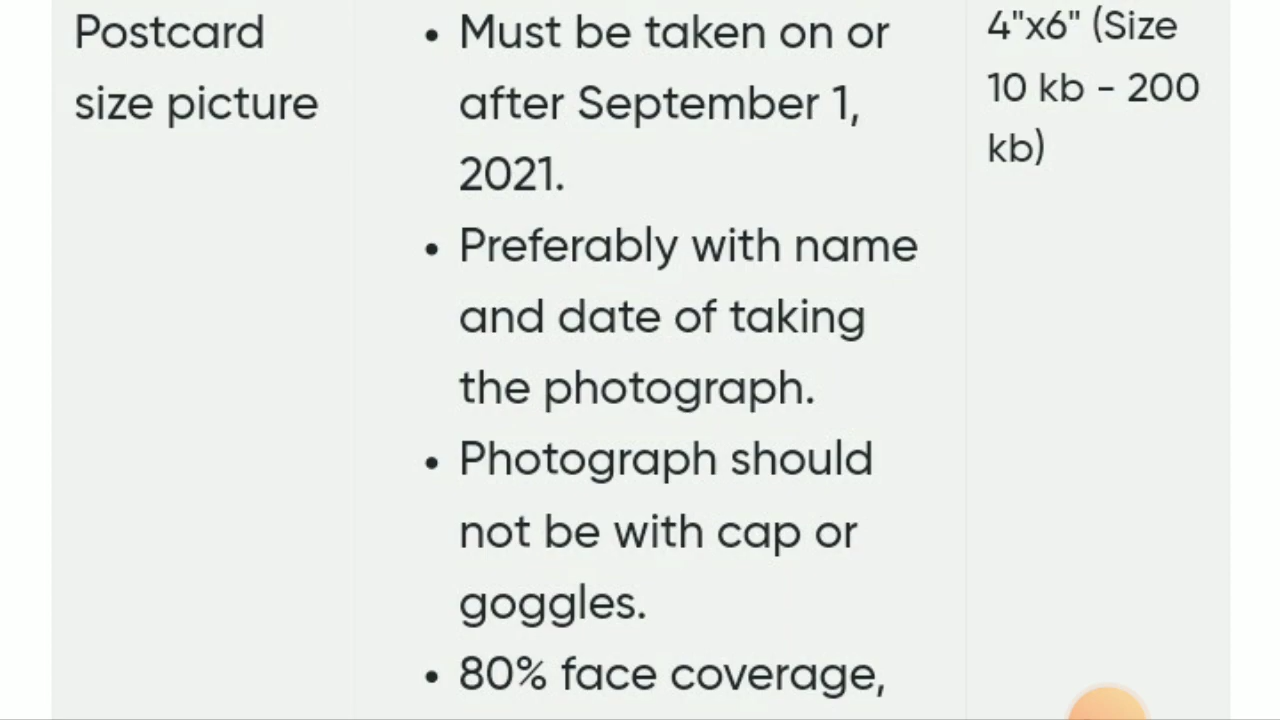 Postcard
size picture
• Must be taken on or
after September 1,
2021.
• Preferably with name
and date of taking
the photograph.
• Photograph should
not be with cap or
goggles.
• 80% face coverage,
4"x6" (Size
10 kb - 200
kb)